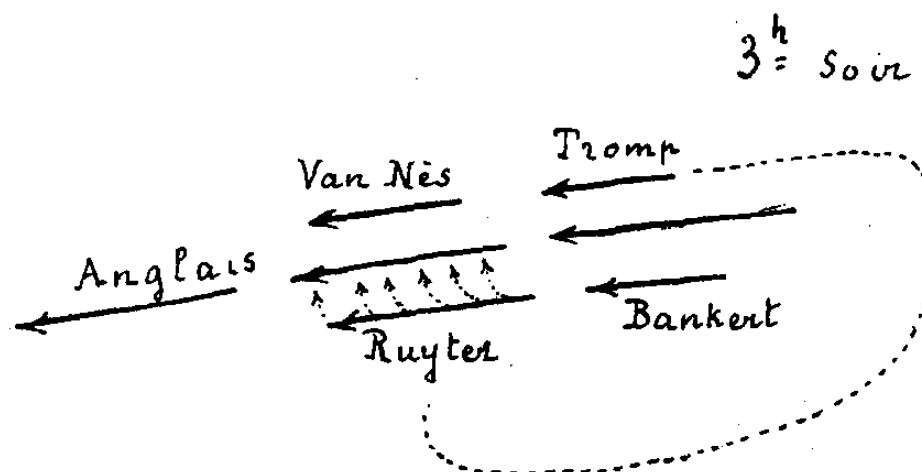 3h soir
Tromp
Van Nès
Anglais
Bankert
Ruyter